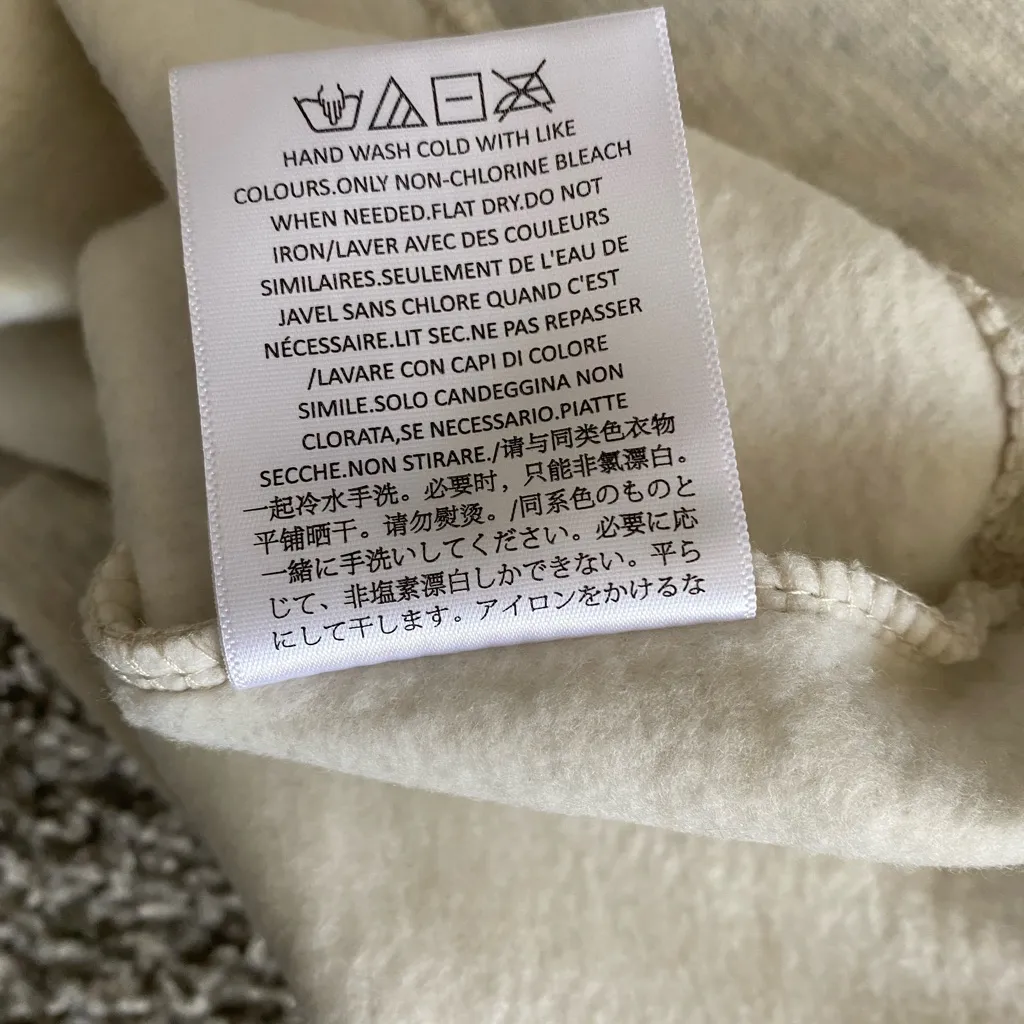 HAND WASH COLD WITH LIKE
COLOURS.ONLY NON-CHLORINE BLEACH
WHEN NEEDED.FLAT DRY.DO NOT
IRON/LAVER AVEC DES COULEURS
SIMILAIRES.SEULEMENT DE L'EAU DE
JAVEL SANS CHLORE QUAND C'EST
NÉCESSAIRE.LIT SEC.NE PAS REPASSER
/LAVARE CON CAPI DI COLORE
SIMILE.SOLO CANDEGGINA NON
CLORATA,SE NECESSARIO.PIATTE
SECCHE.NON STIRARE./请与同类色衣物
一起冷水手洗。必要时，只能非氯漂白。
平铺晒干。请勿熨烫。/同系色のものと
一緒に手洗いしてください。必要に応
じて、非塩素漂白しかできない。平ら
にして干します。アイロンをかけるな